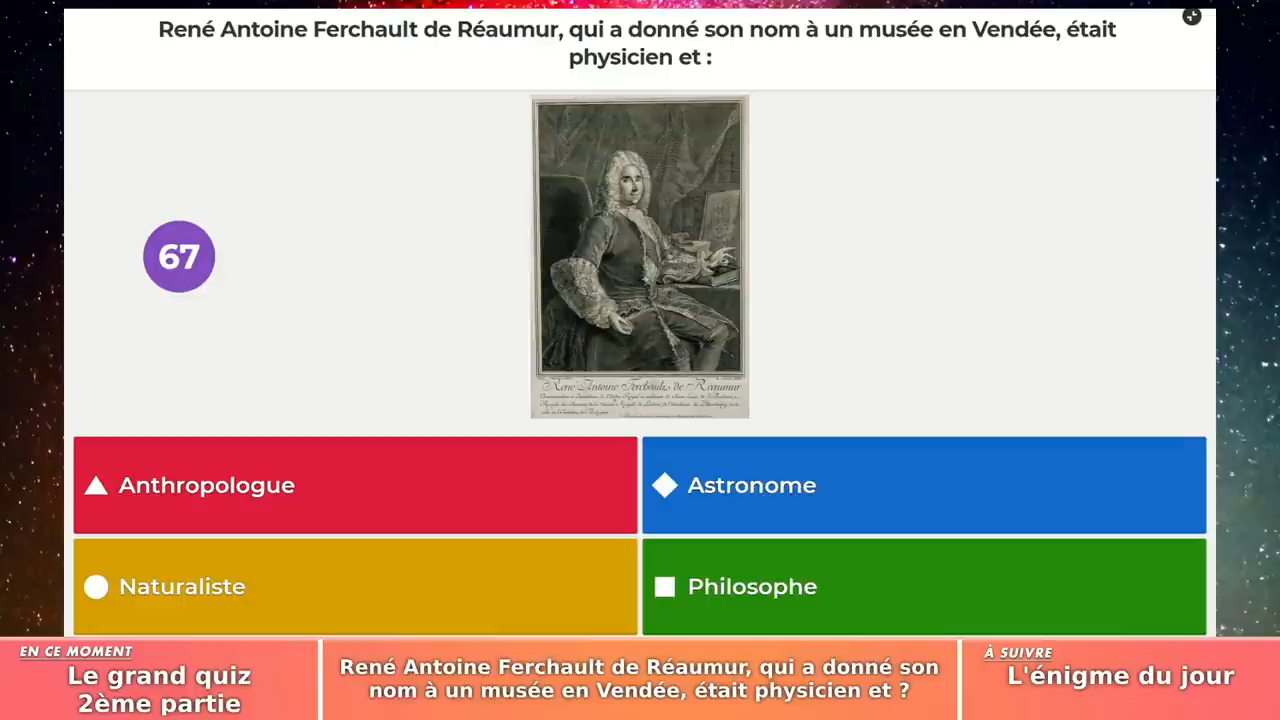 René Antoine Ferchault de Réaumur, qui a donné son nom à un musée en Vendée, était
physicien et :
67
René Antoine Ferchault de Réaumur
Anthropologue
Astronome
Naturaliste
Philosophe
EN CE MOMENT
Le grand quiz
2ème partie
René Antoine Ferchault de Réaumur, qui a donné son
nom à un musée en Vendée, était physicien et ?
À SUIVRE
L'énigme du jour